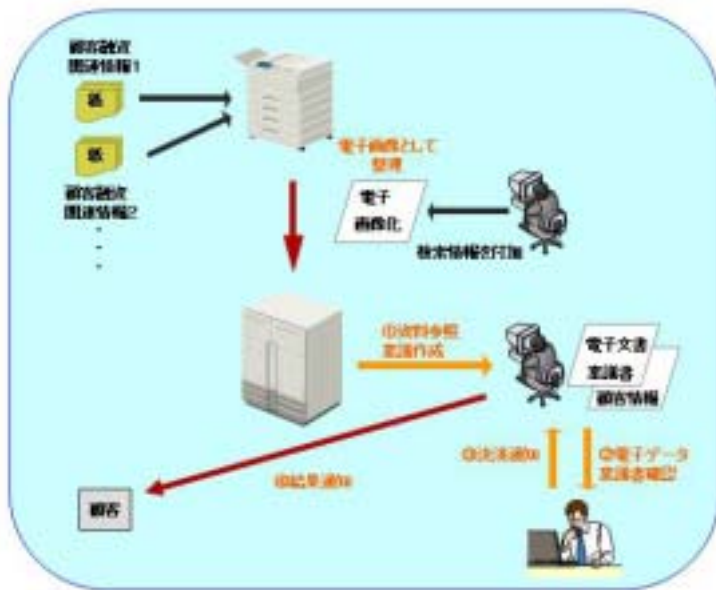 顧客融資
関連情報1
紙
紙
顧客融資
関連情報2
電子画像として
整理
電子
画像化
検索情報を付加
①資料参照
稟議作成
電子文書
稟議書
顧客情報
③決済通知
②電子データ
稟議書確認
④結果通知
顧客